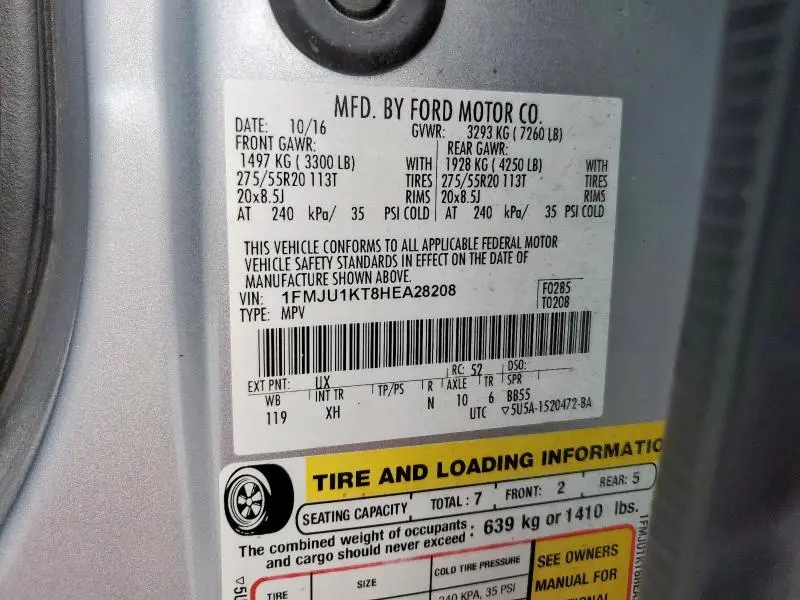 MFD. BY FORD MOTOR CO.
DATE: 10/16 GVWR: 3293 KG ( 7260 LB)
FRONT GAWR: REAR GAWR:
1497 KG ( 3300 LB) WITH 1928 KG ( 4250 LB) WITH
275/55R20 113T TIRES 275/55R20 113T TIRES
20x8.5J RIMS 20x8.5J RIMS
AT 240 kPa/ 35 PSI COLD AT 240 kPa/ 35 PSI COLD
THIS VEHICLE CONFORMS TO ALL APPLICABLE FEDERAL MOTOR
VEHICLE SAFETY STANDARDS IN EFFECT ON THE DATE OF
MANUFACTURE SHOWN ABOVE.
VIN: 1FMJU1KT8HEA28208 F0285
TYPE: MPV T0208
EXT PNT: UX RC: 52 DSO:
WB INT TR TP/PS R AXLE TR SPR
119 XH N 10 6 BB55
UTC ▽5U5A-1520472-BA
TIRE AND LOADING INFORMATIO
SEATING CAPACITY TOTAL : 7 FRONT: 2 REAR: 5
The combined weight of occupants and cargo should never exceed : 639 kg or 1410 lbs.
TIRE SIZE COLD TIRE PRESSURE SEE OWNERS
240 KPA, 35 PSI MANUAL FOR